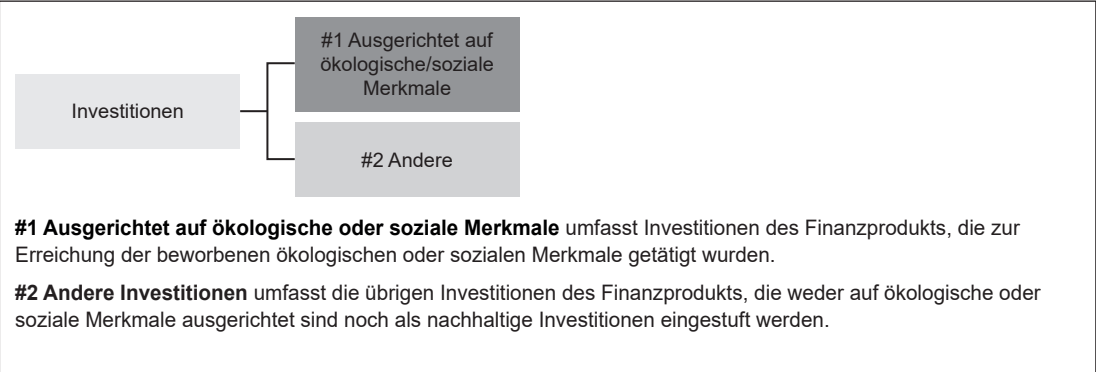 #1 Ausgerichtet auf
ökologische/soziale
Merkmale
Investitionen
#2 Andere
#1 Ausgerichtet auf ökologische oder soziale Merkmale umfasst Investitionen des Finanzprodukts, die zur
Erreichung der beworbenen ökologischen oder sozialen Merkmale getätigt wurden.
#2 Andere Investitionen umfasst die übrigen Investitionen des Finanzprodukts, die weder auf ökologische oder
soziale Merkmale ausgerichtet sind noch als nachhaltige Investitionen eingestuft werden.